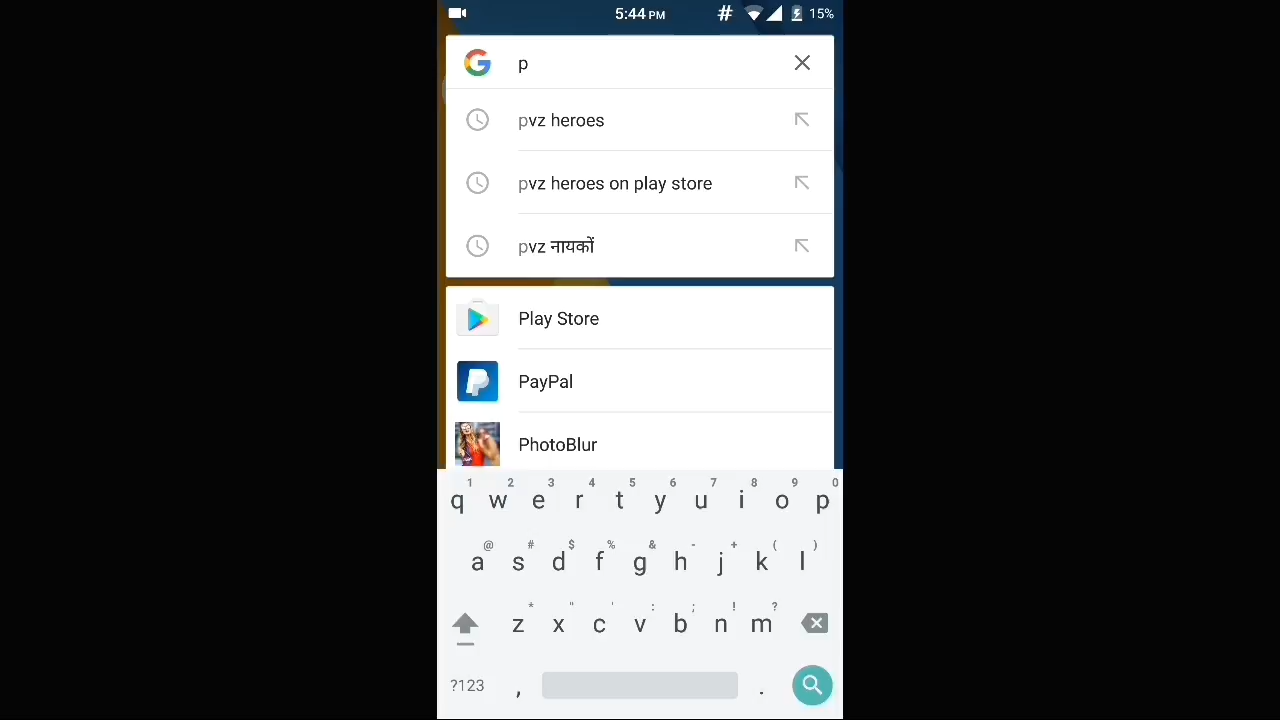 5:44 PM # 15%
p
pvz heroes
pvz heroes on play store
pvz नायकों
Play Store
PayPal
PhotoBlur
1 2 3 4 5 6 7 8 9 0
q w e r t y u i o p
@ # $ % & - + ( )
a s d f g h j k l
* " ' : ; ! ?
z x c v b n m
?123 , .